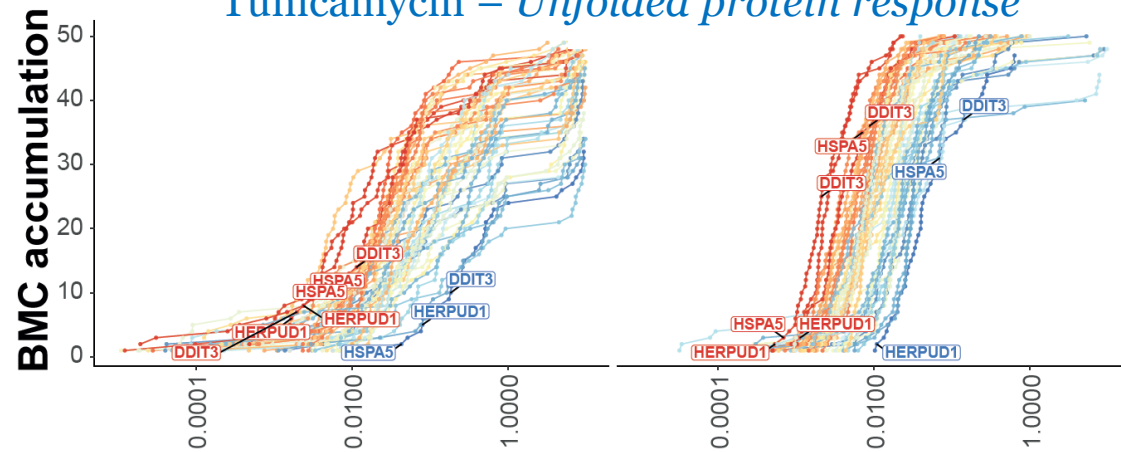 Tunicamycin – Unfolded protein response
BMC accumulation
50
40
30
20
10
0
DDIT3
HSPA5
HSPA5
HERPUD1
HERPUD1
DDIT3
DDIT3
HERPUD1
HSPA5
0.0001
0.0100
1.0000
DDIT3
HSPA5
DDIT3
DDIT3
HSPA5
HSPA5
HERPUD1
HERPUD1
HERPUD1
0.0001
0.0100
1.0000